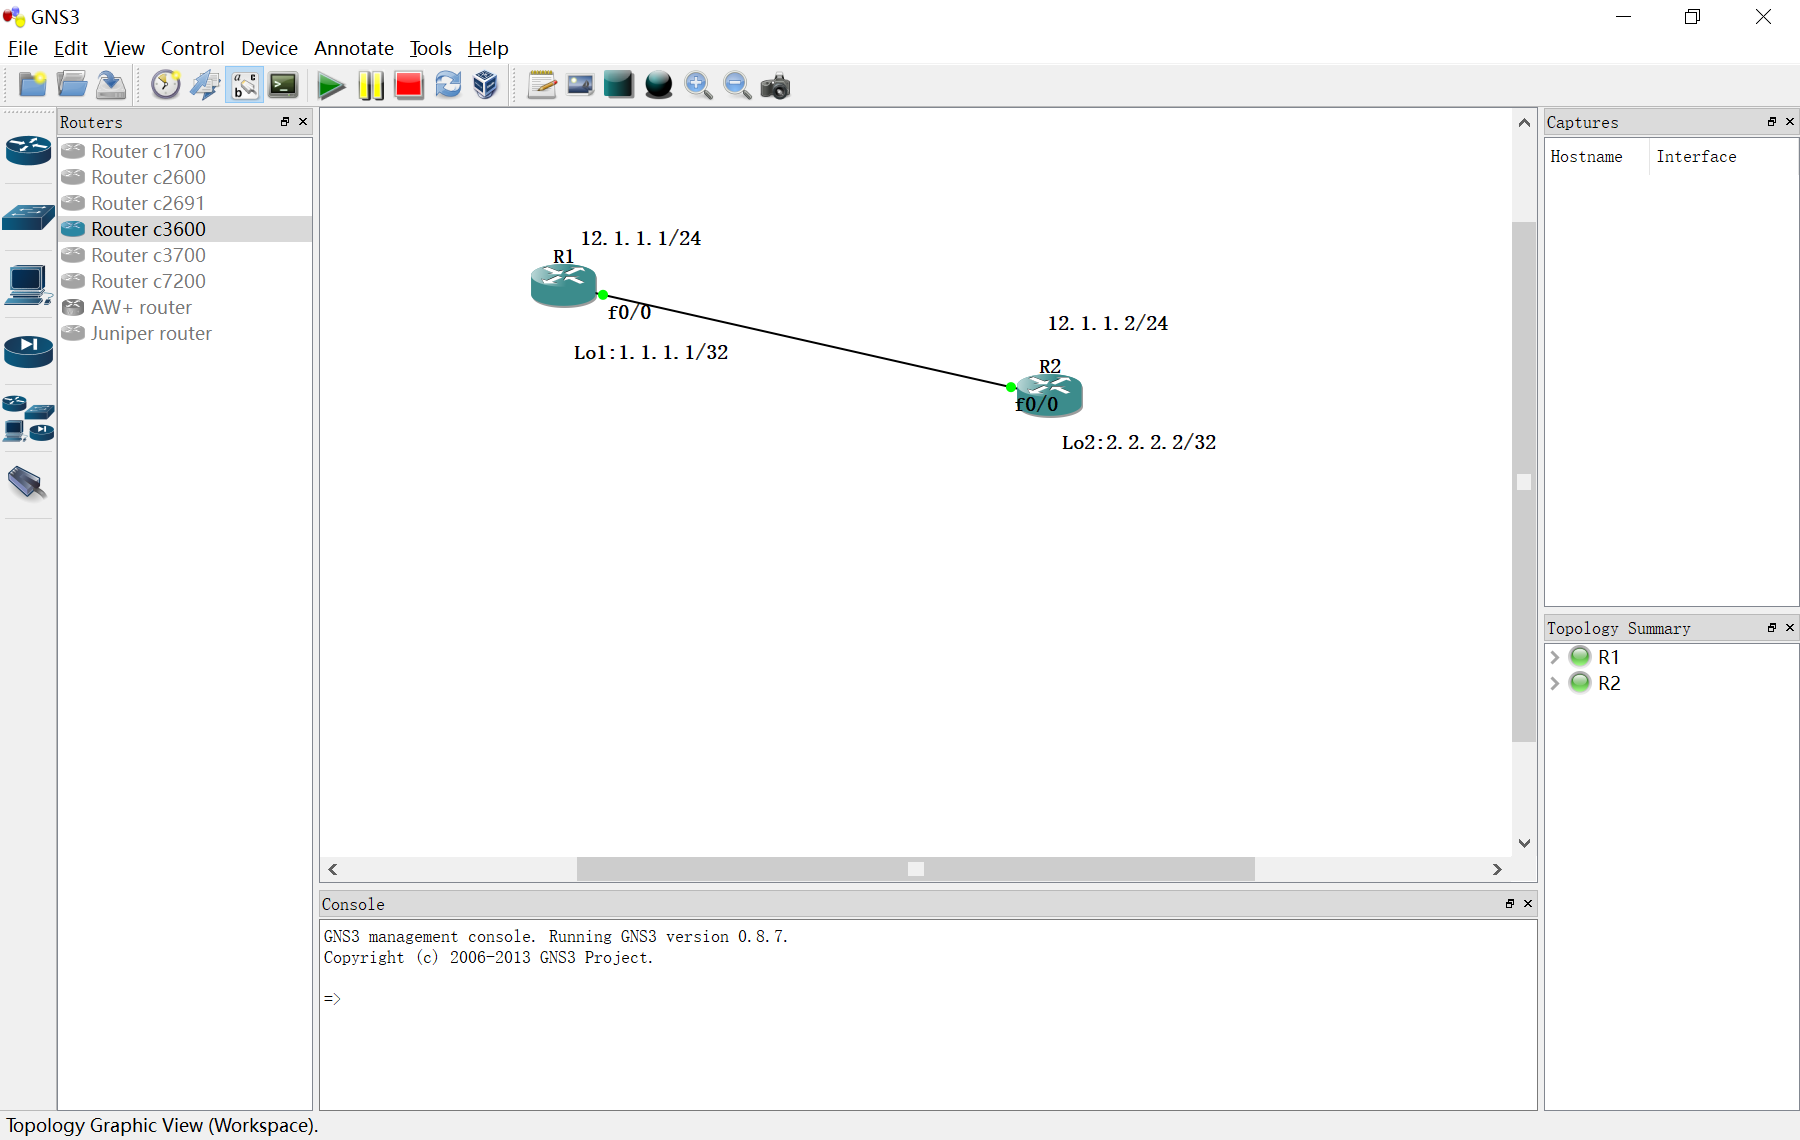 GNS3
File Edit View Control Device Annotate Tools Help
Routers
Router c1700
Router c2600
Router c2691
Router c3600
Router c3700
Router c7200
AW+ router
Juniper router
12.1.1.1/24
R1
f0/0
Lo1:1.1.1.1/32
12.1.1.2/24
R2
f0/0
Lo2:2.2.2.2/32
Captures
Hostname Interface
Topology Summary
R1
R2
Console
GNS3 management console. Running GNS3 version 0.8.7.
Copyright (c) 2006-2013 GNS3 Project.
=>
Topology Graphic View (Workspace).